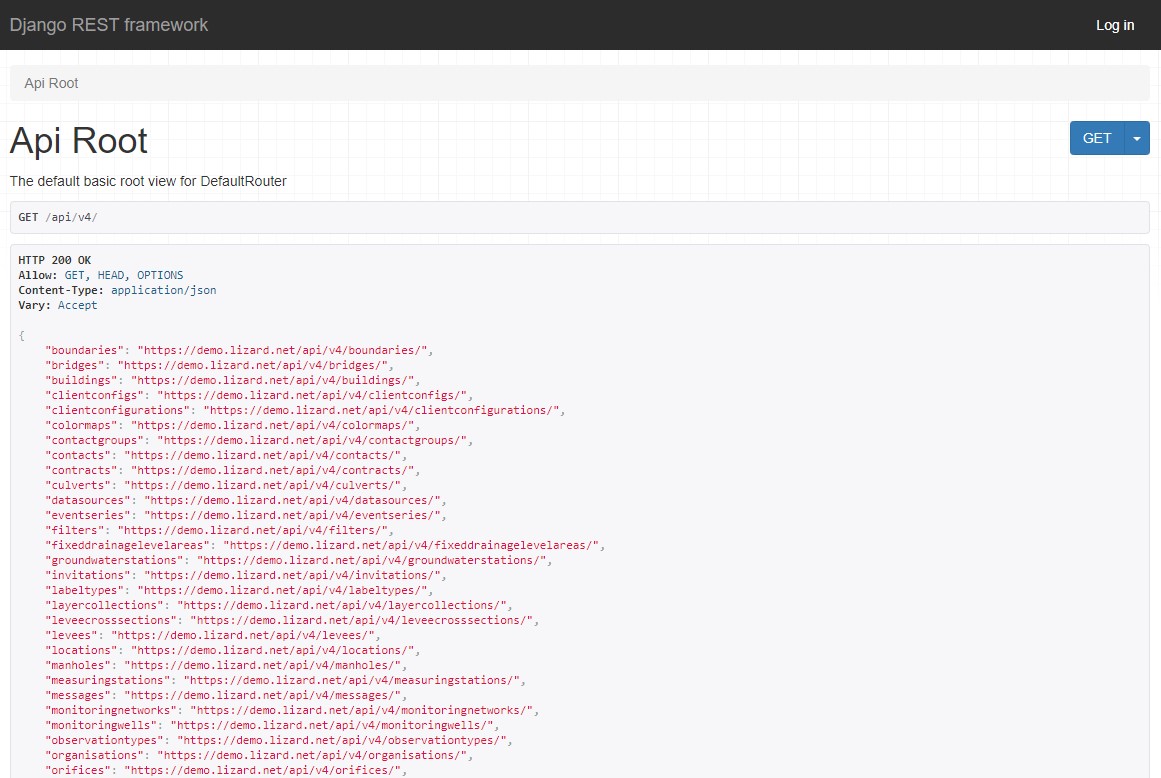 Django REST framework
Log in
Api Root
Api Root
GET
The default basic root view for DefaultRouter
GET /api/v4/
HTTP 200 OK
Allow: GET, HEAD, OPTIONS
Content-Type: application/json
Vary: Accept
{
"boundaries": "https://demo.lizard.net/api/v4/boundaries/",
"bridges": "https://demo.lizard.net/api/v4/bridges/",
"buildings": "https://demo.lizard.net/api/v4/buildings/",
"clientconfigs": "https://demo.lizard.net/api/v4/clientconfigs/",
"clientconfigurations": "https://demo.lizard.net/api/v4/clientconfigurations/",
"colormaps": "https://demo.lizard.net/api/v4/colormaps/",
"contactgroups": "https://demo.lizard.net/api/v4/contactgroups/",
"contacts": "https://demo.lizard.net/api/v4/contacts/",
"contracts": "https://demo.lizard.net/api/v4/contracts/",
"culverts": "https://demo.lizard.net/api/v4/culverts/",
"datasources": "https://demo.lizard.net/api/v4/datasources/",
"eventseries": "https://demo.lizard.net/api/v4/eventseries/",
"filters": "https://demo.lizard.net/api/v4/filters/",
"fixeddrainagelevelareas": "https://demo.lizard.net/api/v4/fixeddrainagelevelareas/",
"groundwaterstations": "https://demo.lizard.net/api/v4/groundwaterstations/",
"invitations": "https://demo.lizard.net/api/v4/invitations/",
"labeltypes": "https://demo.lizard.net/api/v4/labeltypes/",
"layercollections": "https://demo.lizard.net/api/v4/layercollections/",
"leveecrosssections": "https://demo.lizard.net/api/v4/leveecrosssections/",
"levees": "https://demo.lizard.net/api/v4/levees/",
"locations": "https://demo.lizard.net/api/v4/locations/",
"manholes": "https://demo.lizard.net/api/v4/manholes/",
"measuringstations": "https://demo.lizard.net/api/v4/measuringstations/",
"messages": "https://demo.lizard.net/api/v4/messages/",
"monitoringnetworks": "https://demo.lizard.net/api/v4/monitoringnetworks/",
"monitoringwells": "https://demo.lizard.net/api/v4/monitoringwells/",
"observationtypes": "https://demo.lizard.net/api/v4/observationtypes/",
"organisations": "https://demo.lizard.net/api/v4/organisations/",
"orifices": "https://demo.lizard.net/api/v4/orifices/",